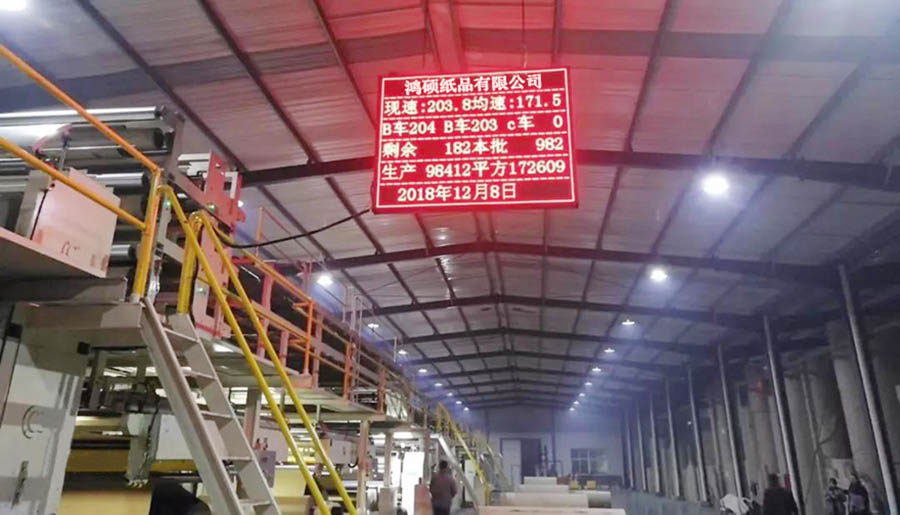 鸿硕纸品有限公司
现速:203.8均速:171.5
B车204 B车203 c车 0
剩余 182本批 982
生产 98412平方172609
2018年12月8日